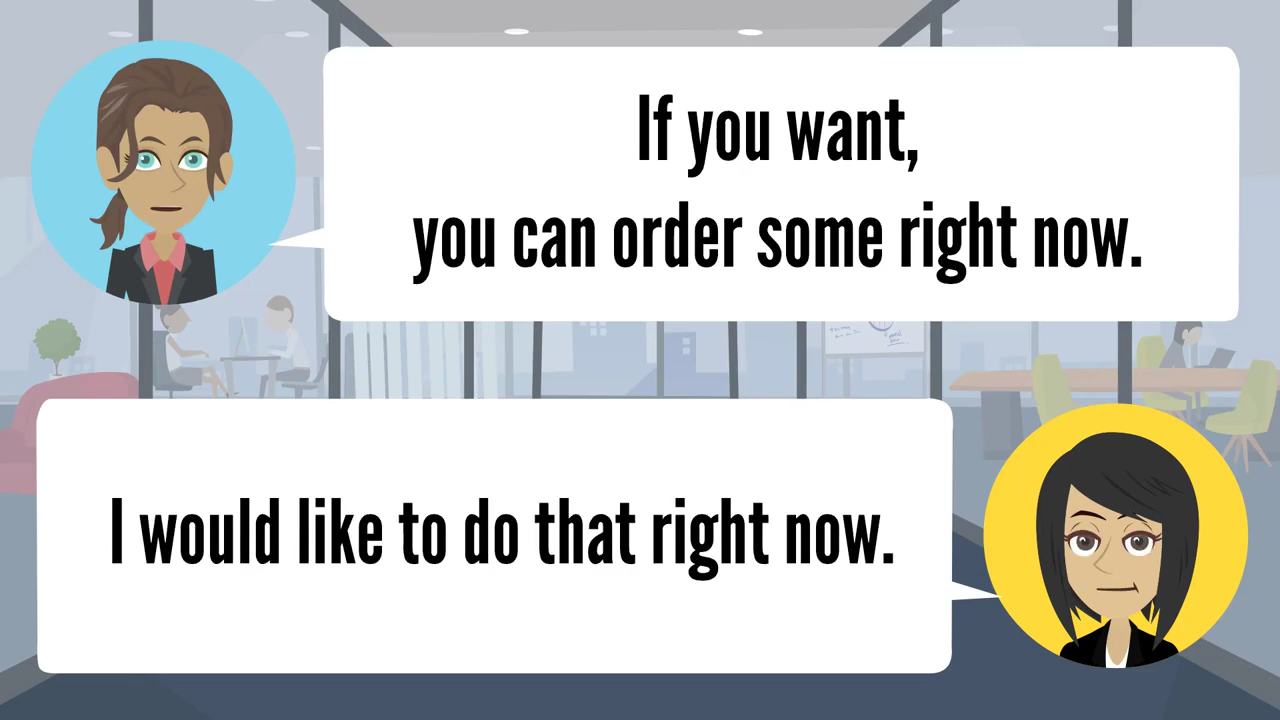 If you want,
you can order some right now.
I would like to do that right now.